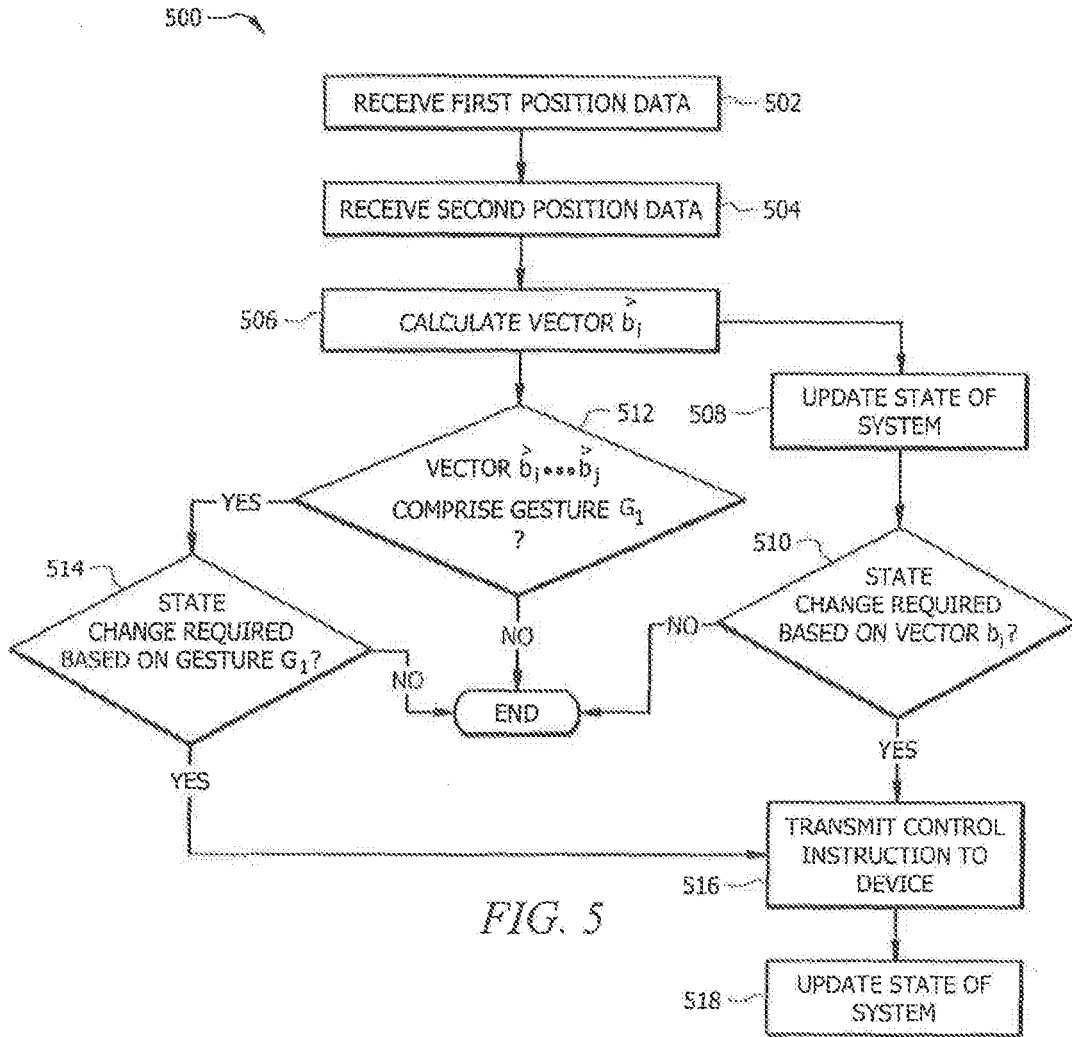 500
RECEIVE FIRST POSITION DATA
502
RECEIVE SECOND POSITION DATA
504
506
CALCULATE VECTOR b̂i
508
UPDATE STATE OF
SYSTEM
512
VECTOR b̂i•••b̂j
COMPRISE GESTURE G1
?
YES
NO
514
STATE
CHANGE REQUIRED
BASED ON GESTURE G1?
NO
YES
END
510
STATE
CHANGE REQUIRED
BASED ON VECTOR bi?
NO
YES
516
TRANSMIT CONTROL
INSTRUCTION TO
DEVICE
518
UPDATE STATE OF
SYSTEM
FIG. 5